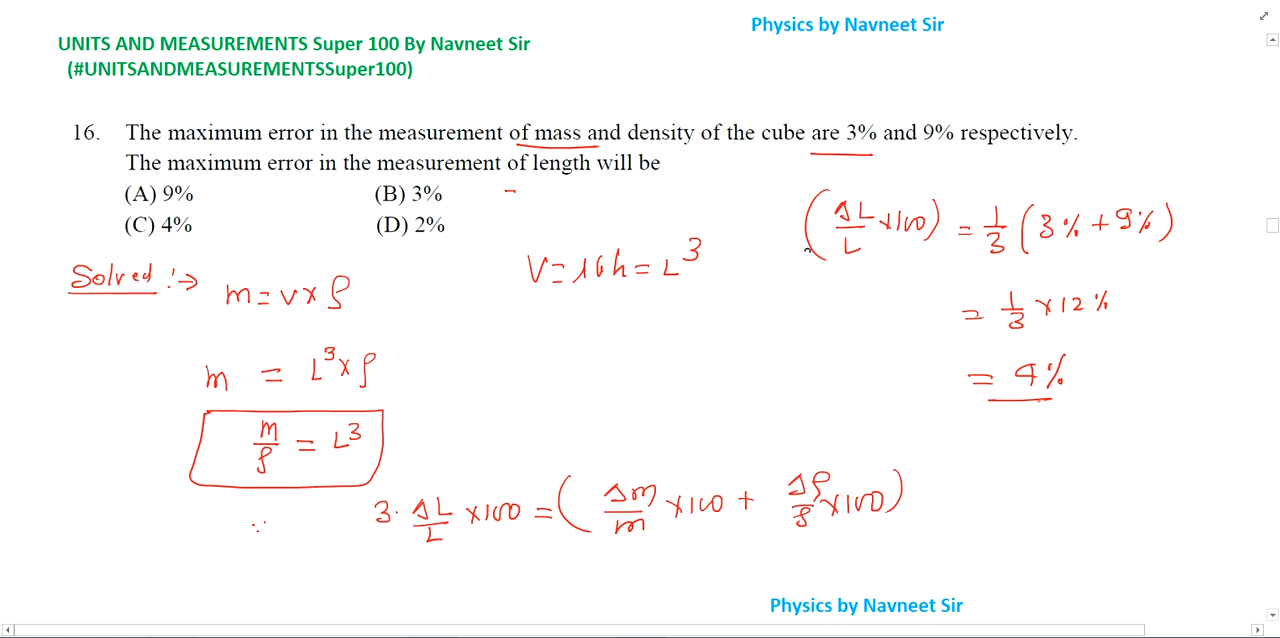 Physics by Navneet Sir
UNITS AND MEASUREMENTS Super 100 By Navneet Sir
(#UNITSANDMEASUREMENTSSuper100)
16. The maximum error in the measurement of mass and density of the cube are 3% and 9% respectively.
The maximum error in the measurement of length will be
(A) 9% (B) 3%
(C) 4% (D) 2%
Solved :→
m = v × ρ
V = lbh = L³
m = L³ × ρ
m/ρ = L³
∵ 3. ΔL/L × 100 = (Δm/m × 100 + Δρ/ρ × 100)
(ΔL/L × 100) = 1/3 (3% + 9%)
= 1/3 × 12%
= 4%
Physics by Navneet Sir